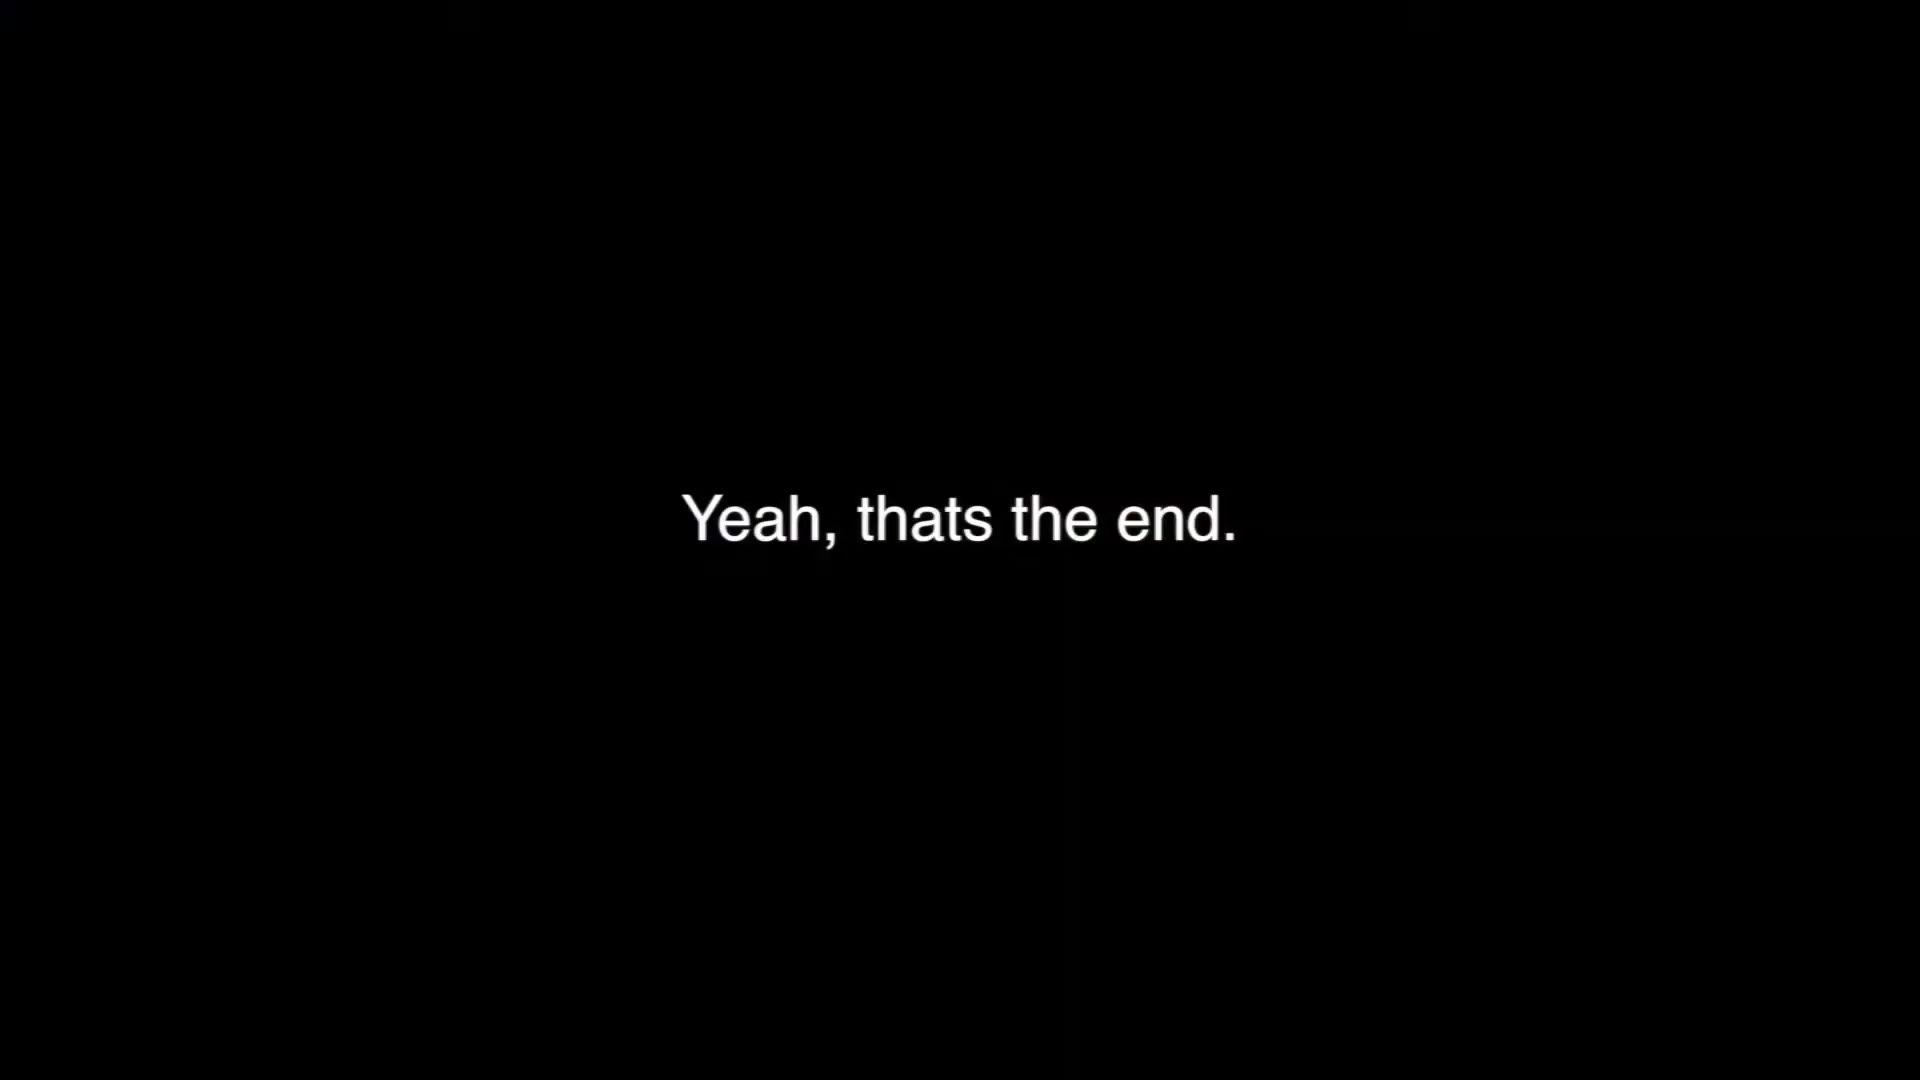 Yeah, thats the end.